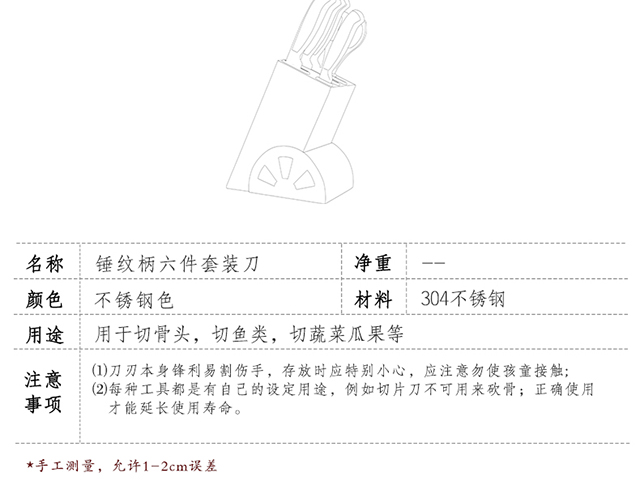 名称 锤纹柄六件套装刀 净重 --
颜色 不锈钢色 材料 304不锈钢
用途 用于切骨头，切鱼类，切蔬菜瓜果等
注意事项
(1)刀刃本身锋利易割伤手，存放时应特别小心，应注意勿使孩童接触；
(2)每种工具都是有自己的设定用途，例如切片刀不可用来砍骨；正确使用
才能延长使用寿命。
*手工测量，允许1-2cm误差